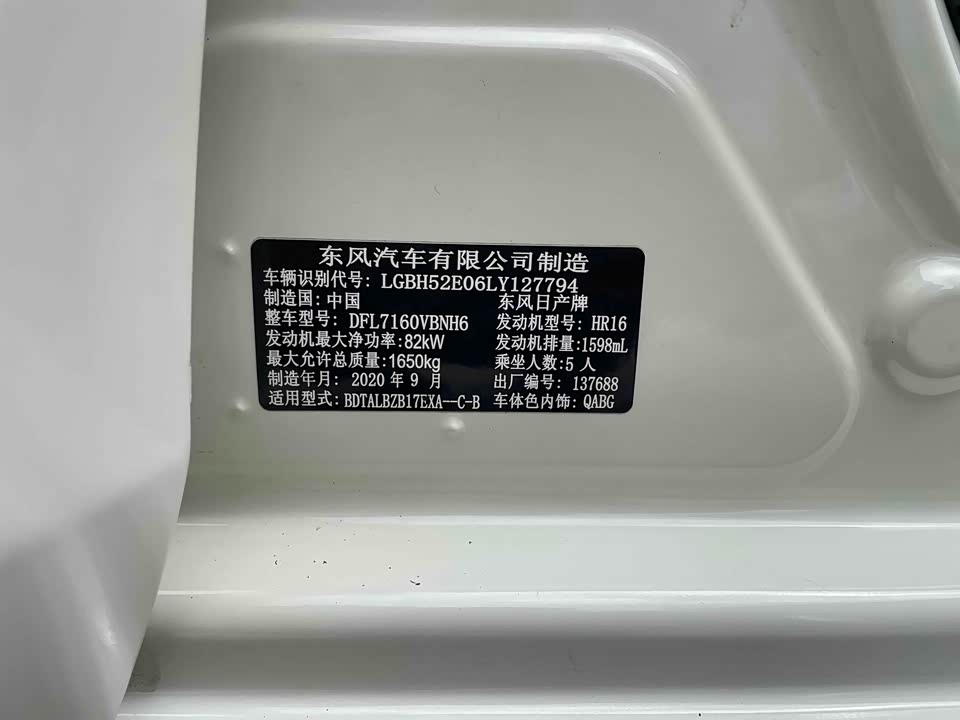 东风汽车有限公司制造
车辆识别代号: LGBH52E06LY127794
制造国: 中国 东风日产牌
整车型号: DFL7160VBNH6 发动机型号: HR16
发动机最大净功率: 82kW 发动机排量: 1598mL
最大允许总质量: 1650kg 乘坐人数: 5 人
制造年月: 2020 年 9 月 出厂编号: 137688
适用型式: BDTALBZB17EXA--C-B 车体色内饰: QABG